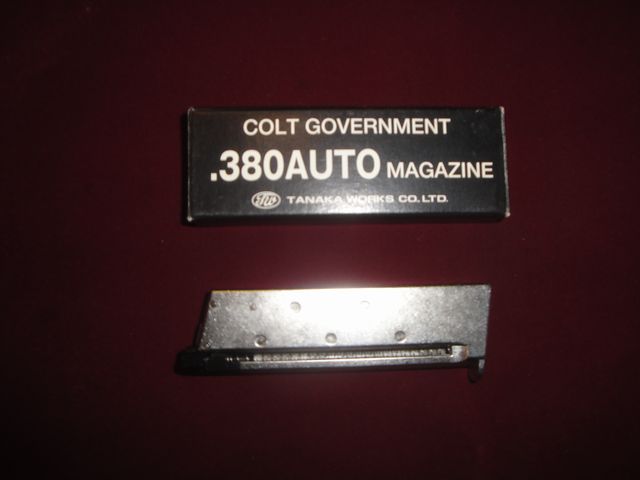 COLT GOVERNMENT
.380AUTO MAGAZINE
TANAKA WORKS CO.LTD.